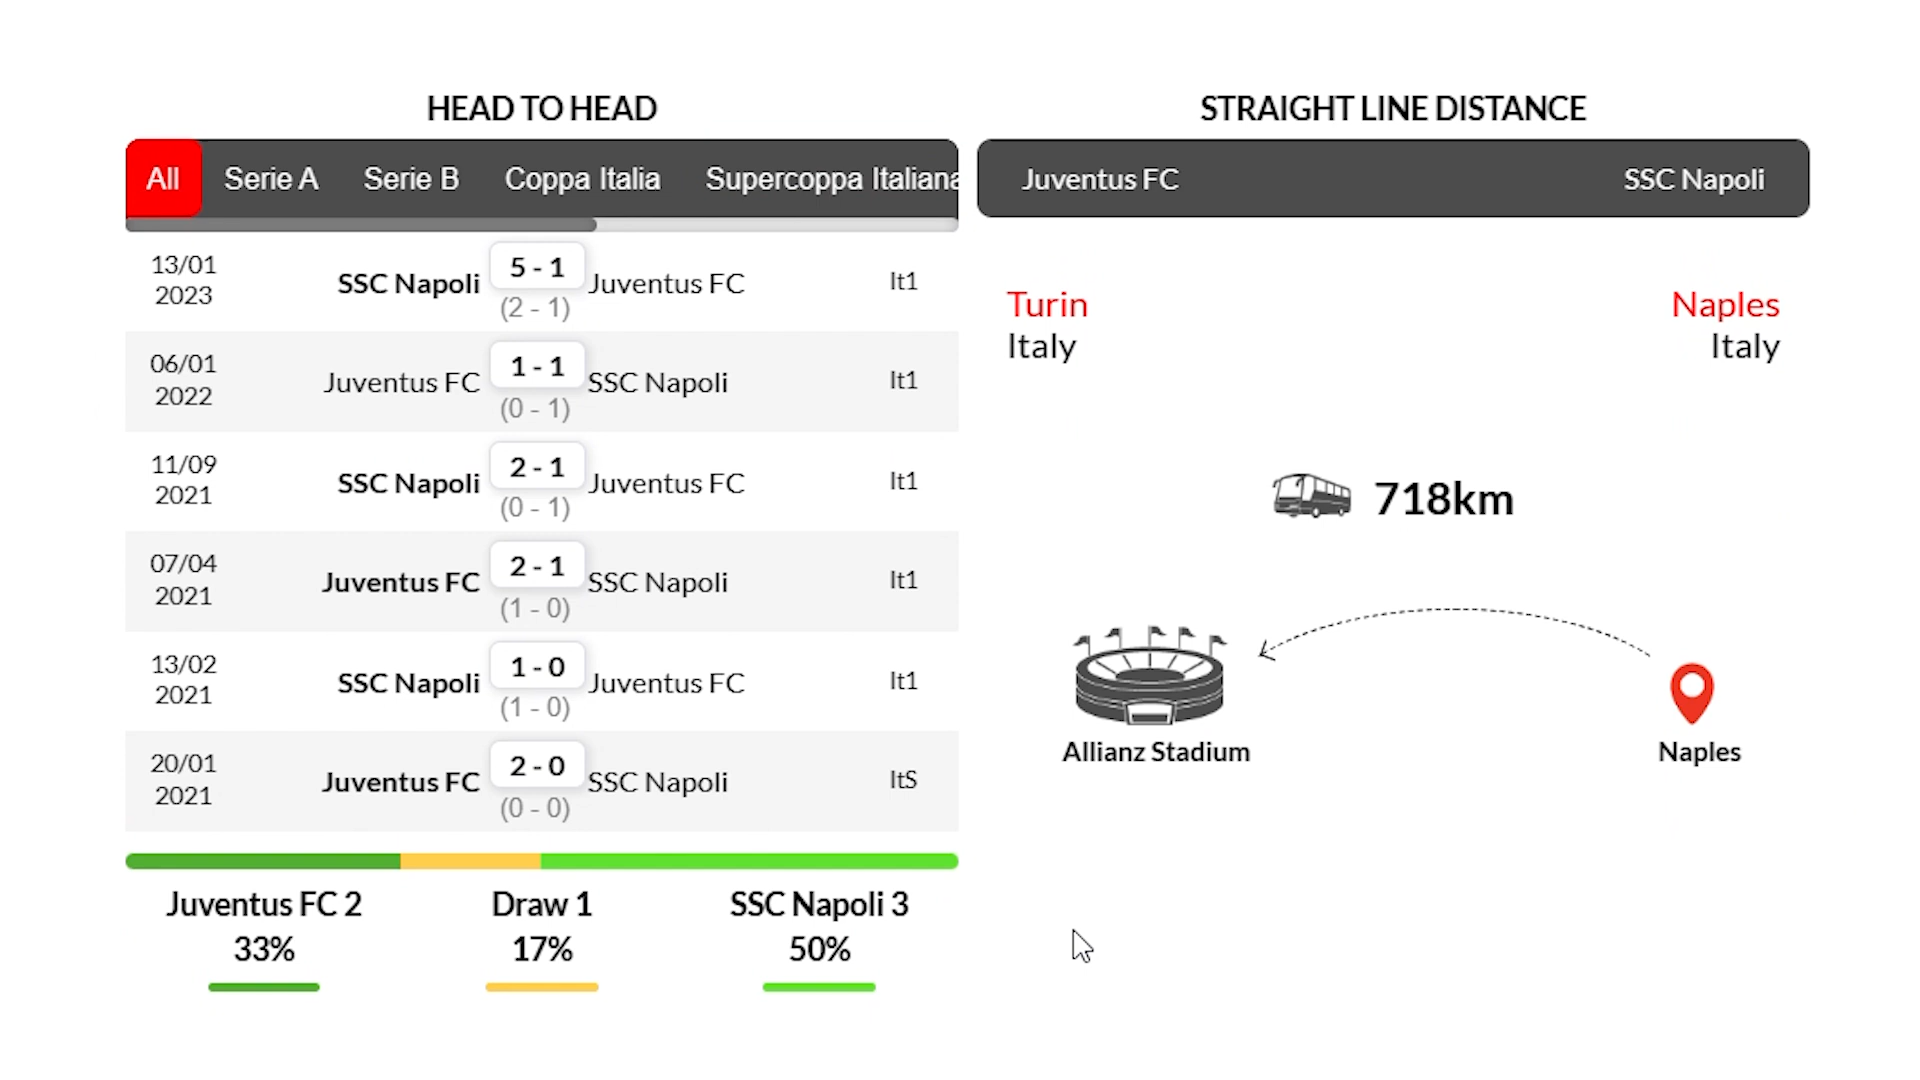 HEAD TO HEAD
All Serie A Serie B Coppa Italia Supercoppa Italiana
13/01
2023
SSC Napoli 5 - 1 Juventus FC It1
(2 - 1)
06/01
2022
Juventus FC 1 - 1 SSC Napoli It1
(0 - 1)
11/09
2021
SSC Napoli 2 - 1 Juventus FC It1
(0 - 1)
07/04
2021
Juventus FC 2 - 1 SSC Napoli It1
(1 - 0)
13/02
2021
SSC Napoli 1 - 0 Juventus FC It1
(1 - 0)
20/01
2021
Juventus FC 2 - 0 SSC Napoli ItS
(0 - 0)
Juventus FC 2 Draw 1 SSC Napoli 3
33% 17% 50%
STRAIGHT LINE DISTANCE
Juventus FC SSC Napoli
Turin Naples
Italy Italy
718km
Allianz Stadium Naples